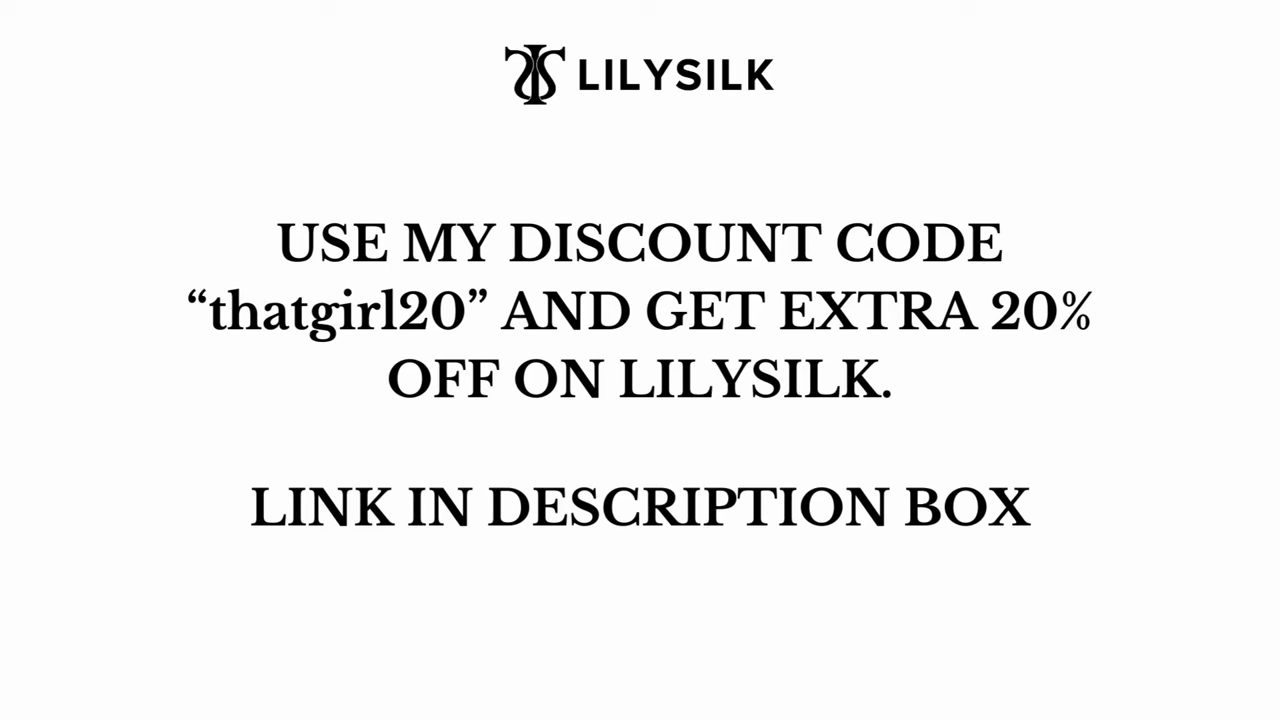 LILYSILK
USE MY DISCOUNT CODE
“thatgirl20” AND GET EXTRA 20%
OFF ON LILYSILK.
LINK IN DESCRIPTION BOX